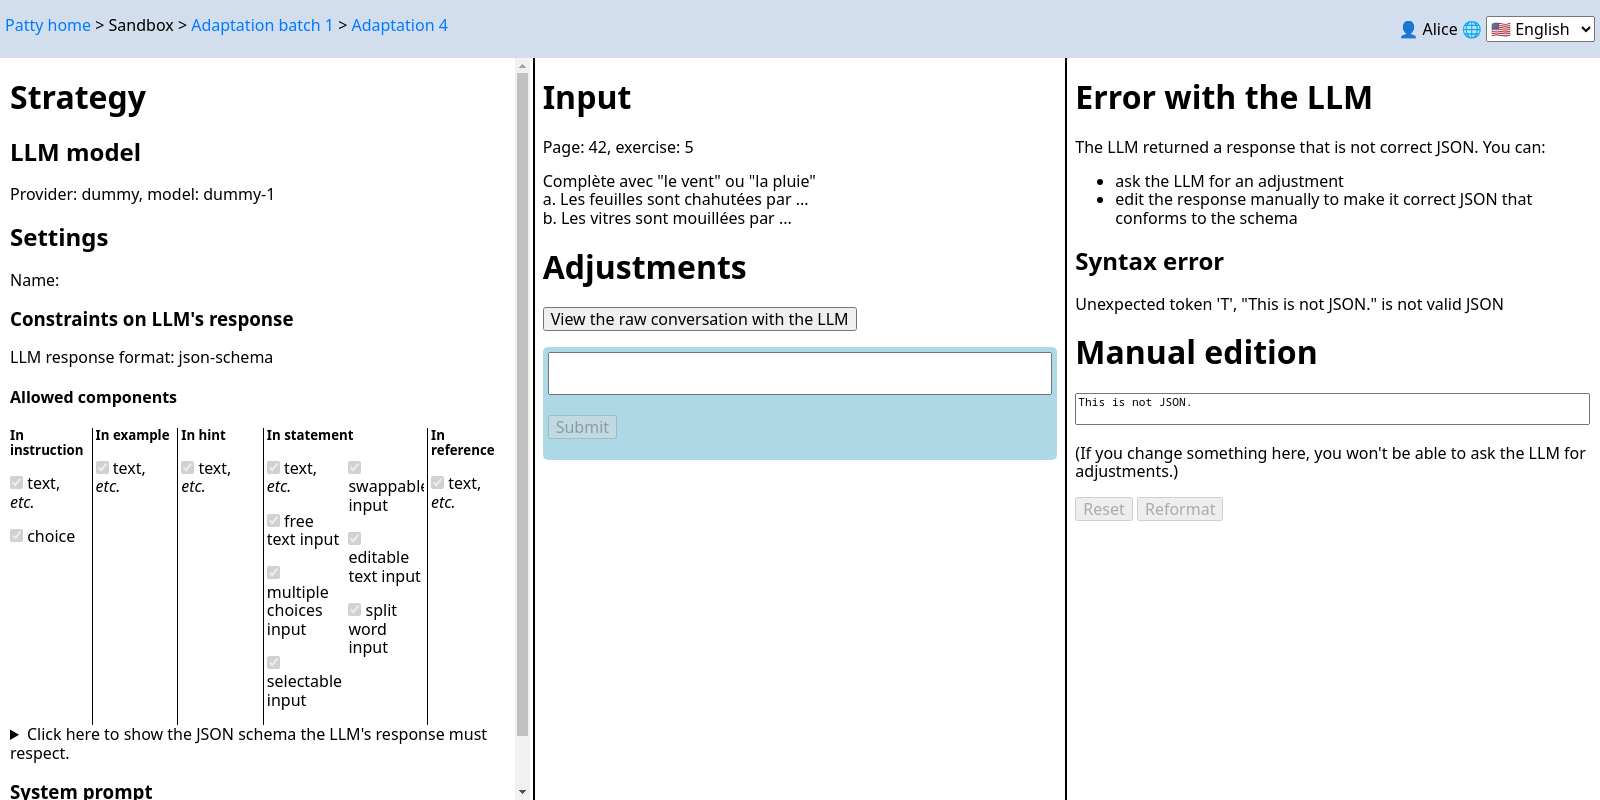 Patty home > Sandbox > Adaptation batch 1 > Adaptation 4
Alice
English
Strategy
LLM model
Provider: dummy, model: dummy-1
Settings
Name:
Constraints on LLM's response
LLM response format: json-schema
Allowed components
In
instruction
text,
etc.
choice
In example
text,
etc.
In hint
text,
etc.
In statement
text,
etc.
free
text input
multiple
choices
input
selectable
input
swappable
input
editable
text input
split
word
input
In
reference
text,
etc.
Click here to show the JSON schema the LLM's response must
respect.
System prompt
Input
Page: 42, exercise: 5
Complète avec "le vent" ou "la pluie"
a. Les feuilles sont chahutées par ...
b. Les vitres sont mouillées par ...
Adjustments
View the raw conversation with the LLM
Submit
Error with the LLM
The LLM returned a response that is not correct JSON. You can:
• ask the LLM for an adjustment
• edit the response manually to make it correct JSON that
conforms to the schema
Syntax error
Unexpected token 'T', "This is not JSON." is not valid JSON
Manual edition
This is not JSON.
(If you change something here, you won't be able to ask the LLM for
adjustments.)
Reset Reformat